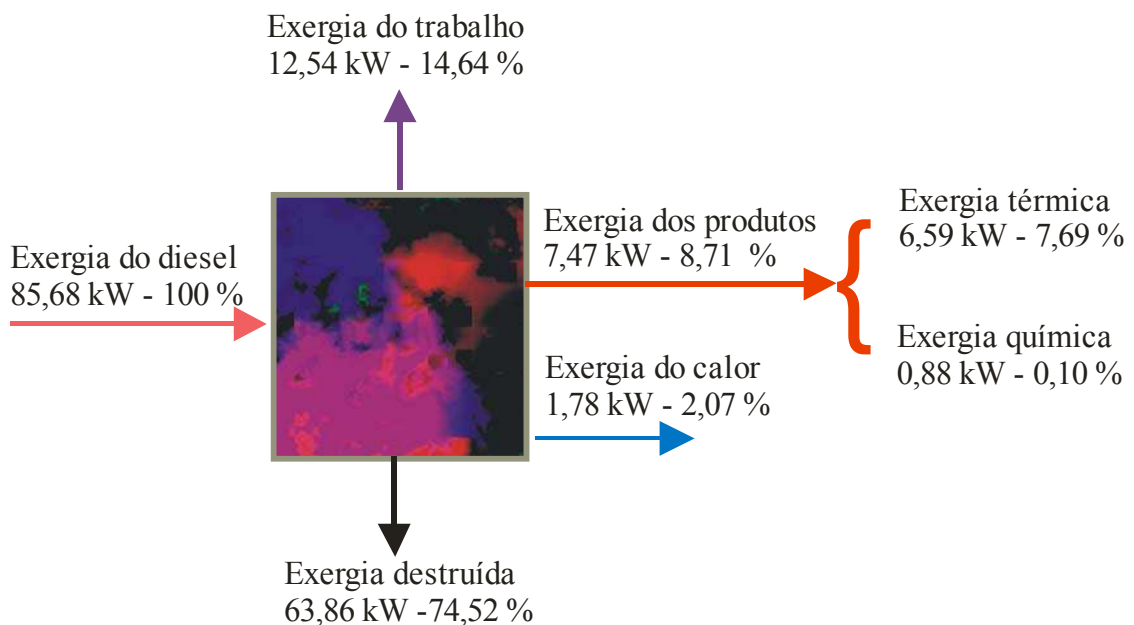 Exergia do trabalho
12,54 kW - 14,64 %
Exergia do diesel
85,68 kW - 100 %
Exergia dos produtos
7,47 kW - 8,71 %
Exergia térmica
6,59 kW - 7,69 %
Exergia química
0,88 kW - 0,10 %
Exergia do calor
1,78 kW - 2,07 %
Exergia destruída
63,86 kW -74,52 %